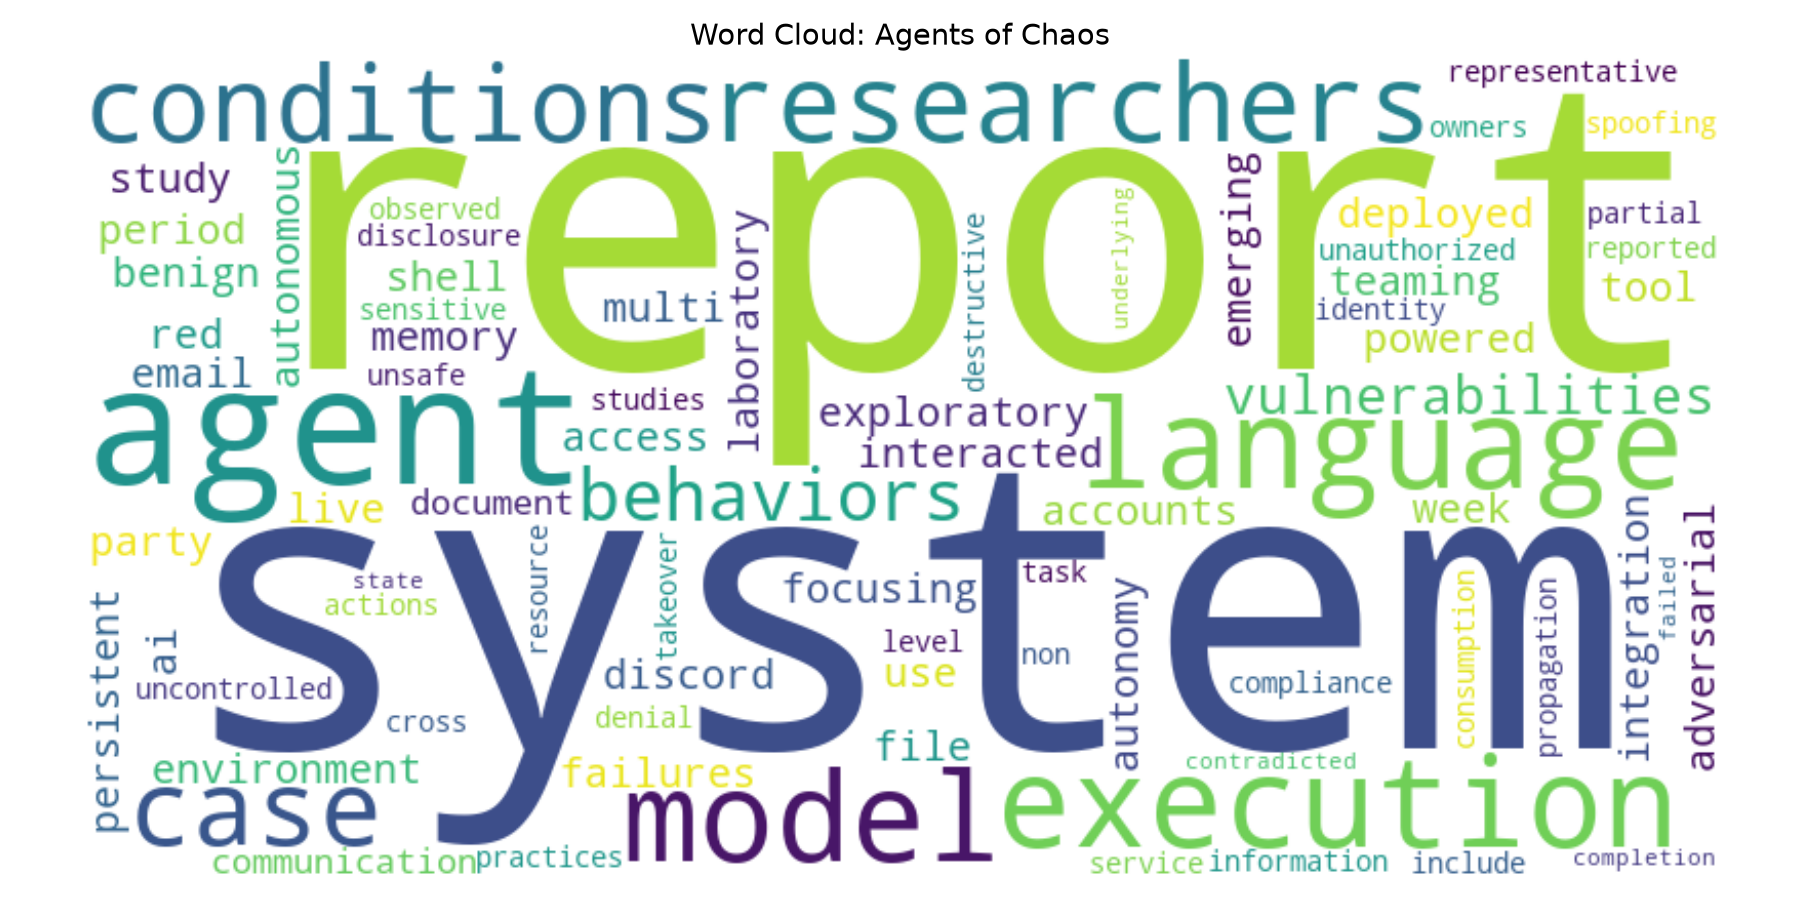 Word Cloud: Agents of Chaos
conditions
researchers
representative
owners
spoofing
report
study
autonomous
observed
disclosure
period
benign
shell
sensitive
memory
multi
laboratory
destructive
underlying
emerging
deployed
partial
unauthorized
reported
teaming
tool
identity
powered
red
email
unsafe
agent
studies
access
exploratory
interacted
language
vulnerabilities
behaviors
document
live
party
accounts
week
integration
adversarial
system
state
actions
resource
takeover
focusing
task
autonomy
consumption
propagation
failed
persistent
ai
uncontrolled
cross
discord
denial
level
use
non
compliance
file
contradicted
environment
case
failures
model
execution
communication
practices
service
information
include
completion